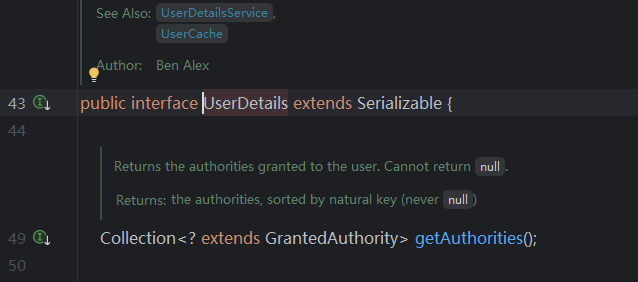 See Also: UserDetailsService,
UserCache
Author: Ben Alex
43 public interface UserDetails extends Serializable {
44
Returns the authorities granted to the user. Cannot return null.
Returns: the authorities, sorted by natural key (never null)
49 Collection<? extends GrantedAuthority> getAuthorities();
50